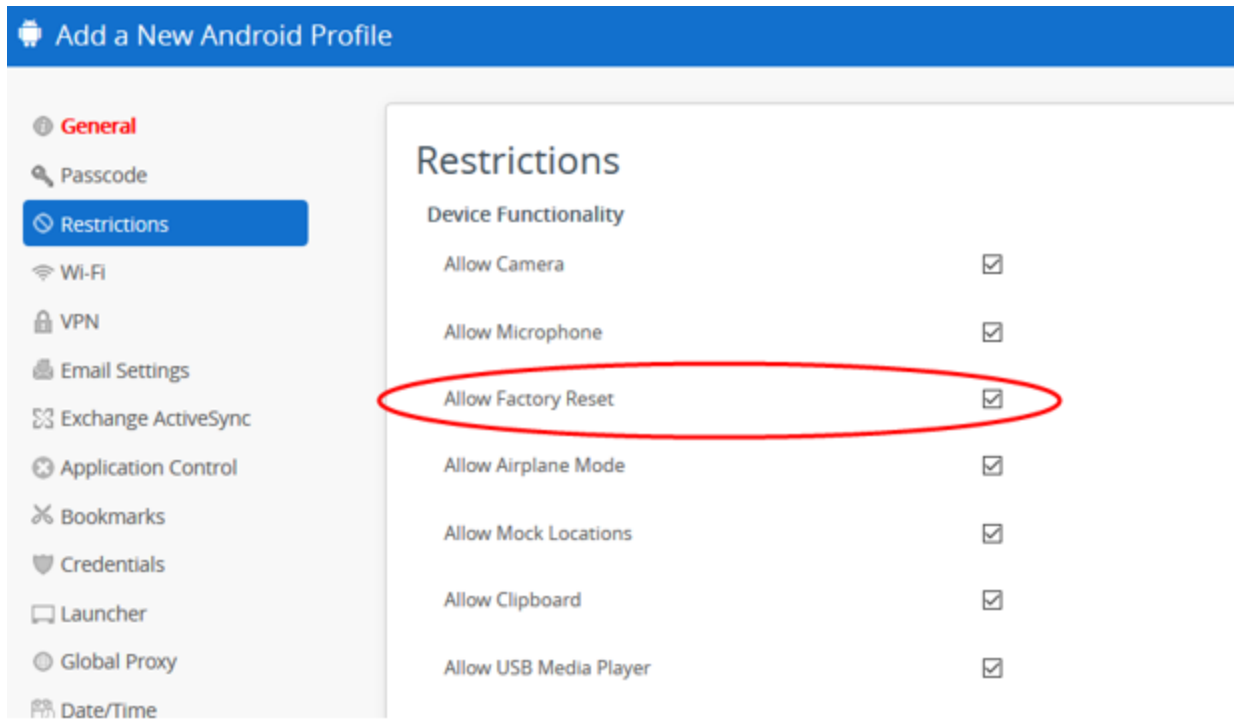 Add a New Android Profile
General
Passcode
Restrictions
Wi-Fi
VPN
Email Settings
Exchange ActiveSync
Application Control
Bookmarks
Credentials
Launcher
Global Proxy
Date/Time
Restrictions
Device Functionality
Allow Camera
Allow Microphone
Allow Factory Reset
Allow Airplane Mode
Allow Mock Locations
Allow Clipboard
Allow USB Media Player